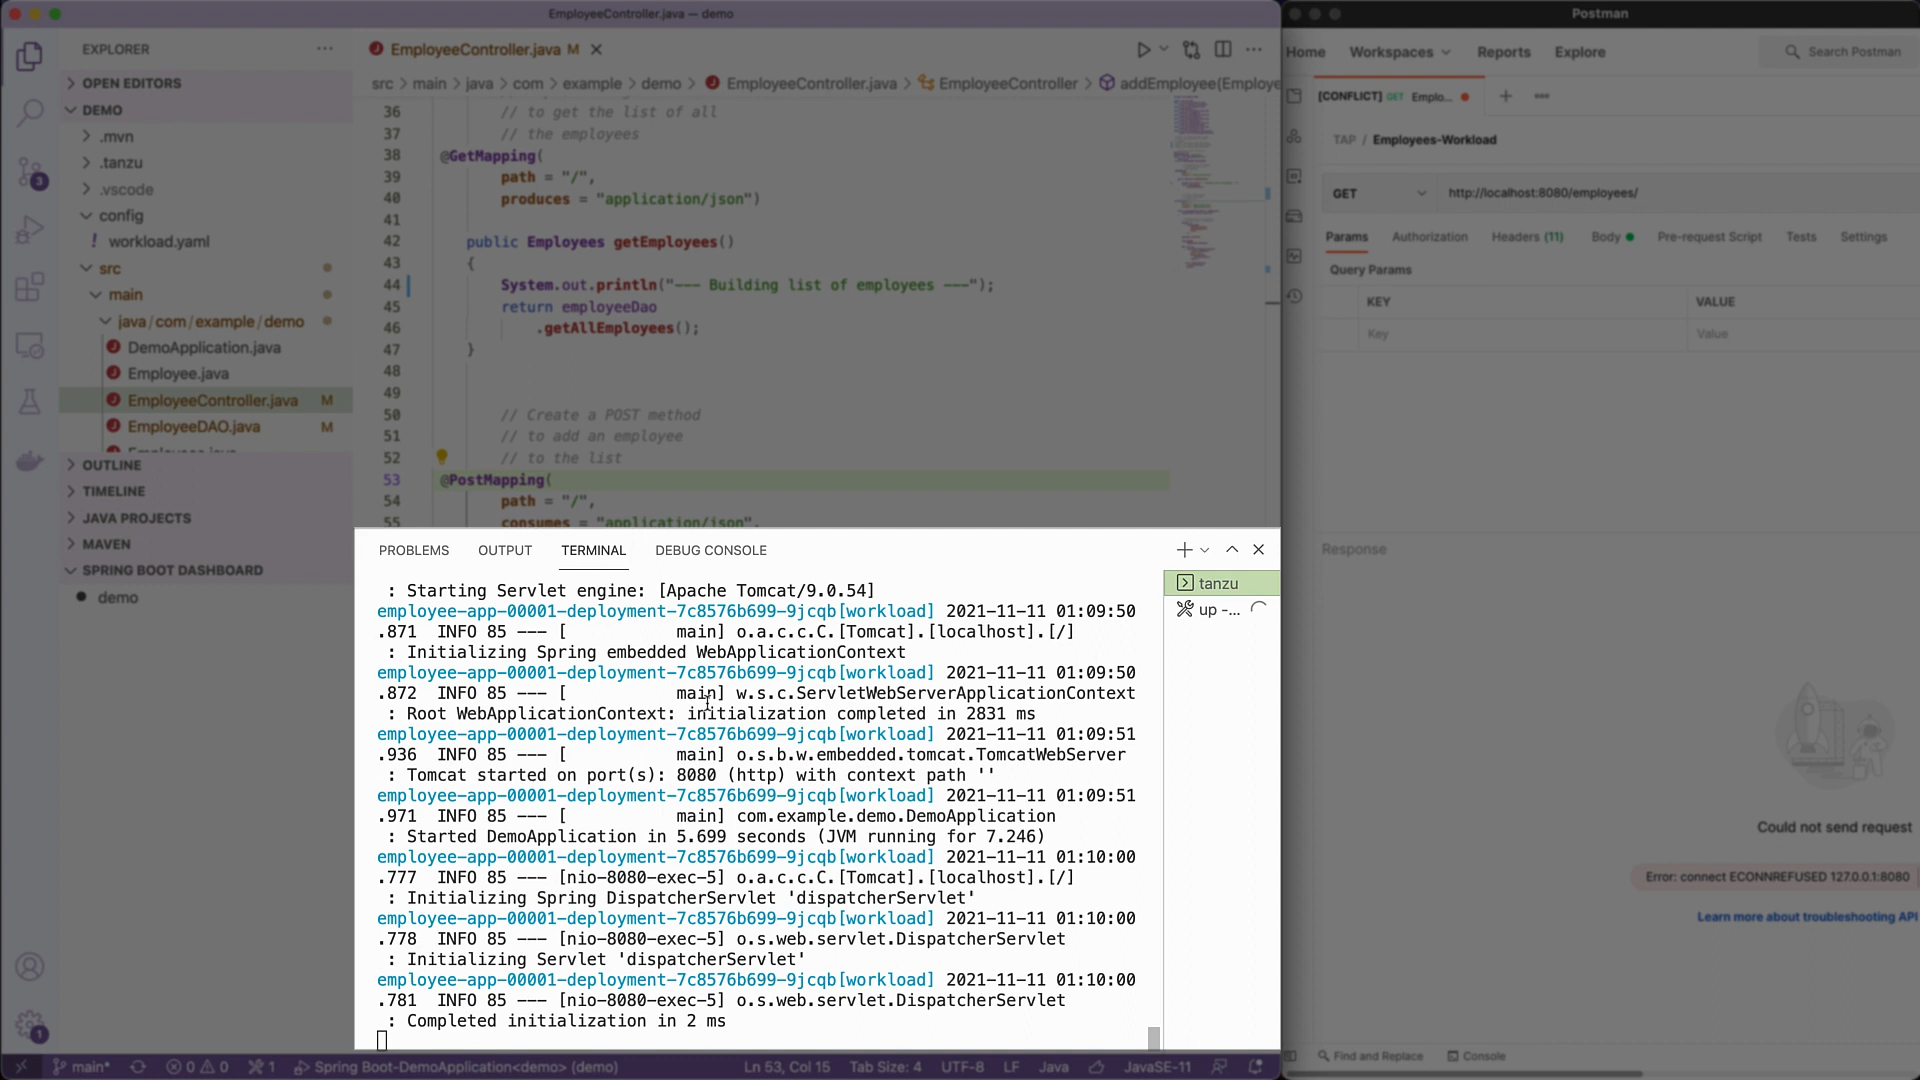 EmployeeController.java — demo
EXPLORER
OPEN EDITORS
DEMO
.mvn
.tanzu
.vscode
config
! workload.yaml
src
main
java/com/example/demo
DemoApplication.java
Employee.java
EmployeeController.java M
EmployeeDAO.java M
OUTLINE
TIMELINE
JAVA PROJECTS
MAVEN
SPRING BOOT DASHBOARD
demo
3
1
EmployeeController.java M
src > main > java > com > example > demo > EmployeeController.java > EmployeeController > addEmployee(Employe
36 // to get the list of all
37 // the employees
38 @GetMapping(
39 path = "/",
40 produces = "application/json")
41
42 public Employees getEmployees()
43 {
44 System.out.println("--- Building list of employees ---");
45 return employeeDao
46 .getAllEmployees();
47 }
48
49
50 // Create a POST method
51 // to add an employee
52 // to the list
53 @PostMapping(
54 path = "/",
55 consumes = "application/json",
PROBLEMS OUTPUT TERMINAL DEBUG CONSOLE
tanzu
up -...
: Starting Servlet engine: [Apache Tomcat/9.0.54]
employee-app-00001-deployment-7c8576b699-9jcqb[workload] 2021-11-11 01:09:50
.871 INFO 85 --- [ main] o.a.c.c.C.[Tomcat].[localhost].[/]
: Initializing Spring embedded WebApplicationContext
employee-app-00001-deployment-7c8576b699-9jcqb[workload] 2021-11-11 01:09:50
.872 INFO 85 --- [ main] w.s.c.ServletWebServerApplicationContext
: Root WebApplicationContext: initialization completed in 2831 ms
employee-app-00001-deployment-7c8576b699-9jcqb[workload] 2021-11-11 01:09:51
.936 INFO 85 --- [ main] o.s.b.w.embedded.tomcat.TomcatWebServer
: Tomcat started on port(s): 8080 (http) with context path ''
employee-app-00001-deployment-7c8576b699-9jcqb[workload] 2021-11-11 01:09:51
.971 INFO 85 --- [ main] com.example.demo.DemoApplication
: Started DemoApplication in 5.699 seconds (JVM running for 7.246)
employee-app-00001-deployment-7c8576b699-9jcqb[workload] 2021-11-11 01:10:00
.777 INFO 85 --- [nio-8080-exec-5] o.a.c.c.C.[Tomcat].[localhost].[/]
: Initializing Spring DispatcherServlet 'dispatcherServlet'
employee-app-00001-deployment-7c8576b699-9jcqb[workload] 2021-11-11 01:10:00
.778 INFO 85 --- [nio-8080-exec-5] o.s.web.servlet.DispatcherServlet
: Initializing Servlet 'dispatcherServlet'
employee-app-00001-deployment-7c8576b699-9jcqb[workload] 2021-11-11 01:10:00
.781 INFO 85 --- [nio-8080-exec-5] o.s.web.servlet.DispatcherServlet
: Completed initialization in 2 ms
main* 0 0 1 Spring Boot-DemoApplication<demo> (demo) Ln 53, Col 15 Tab Size: 4 UTF-8 LF Java JavaSE-11
Postman
Home Workspaces Reports Explore Search Postman
[CONFLICT] GET Emplo...
TAP / Employees-Workload
GET http://localhost:8080/employees/
Params Authorization Headers (11) Body Pre-request Script Tests Settings
Query Params
KEY VALUE
Key Value
Response
Could not send request
Error: connect ECONNREFUSED 127.0.0.1:8080
Learn more about troubleshooting API
Find and Replace Console